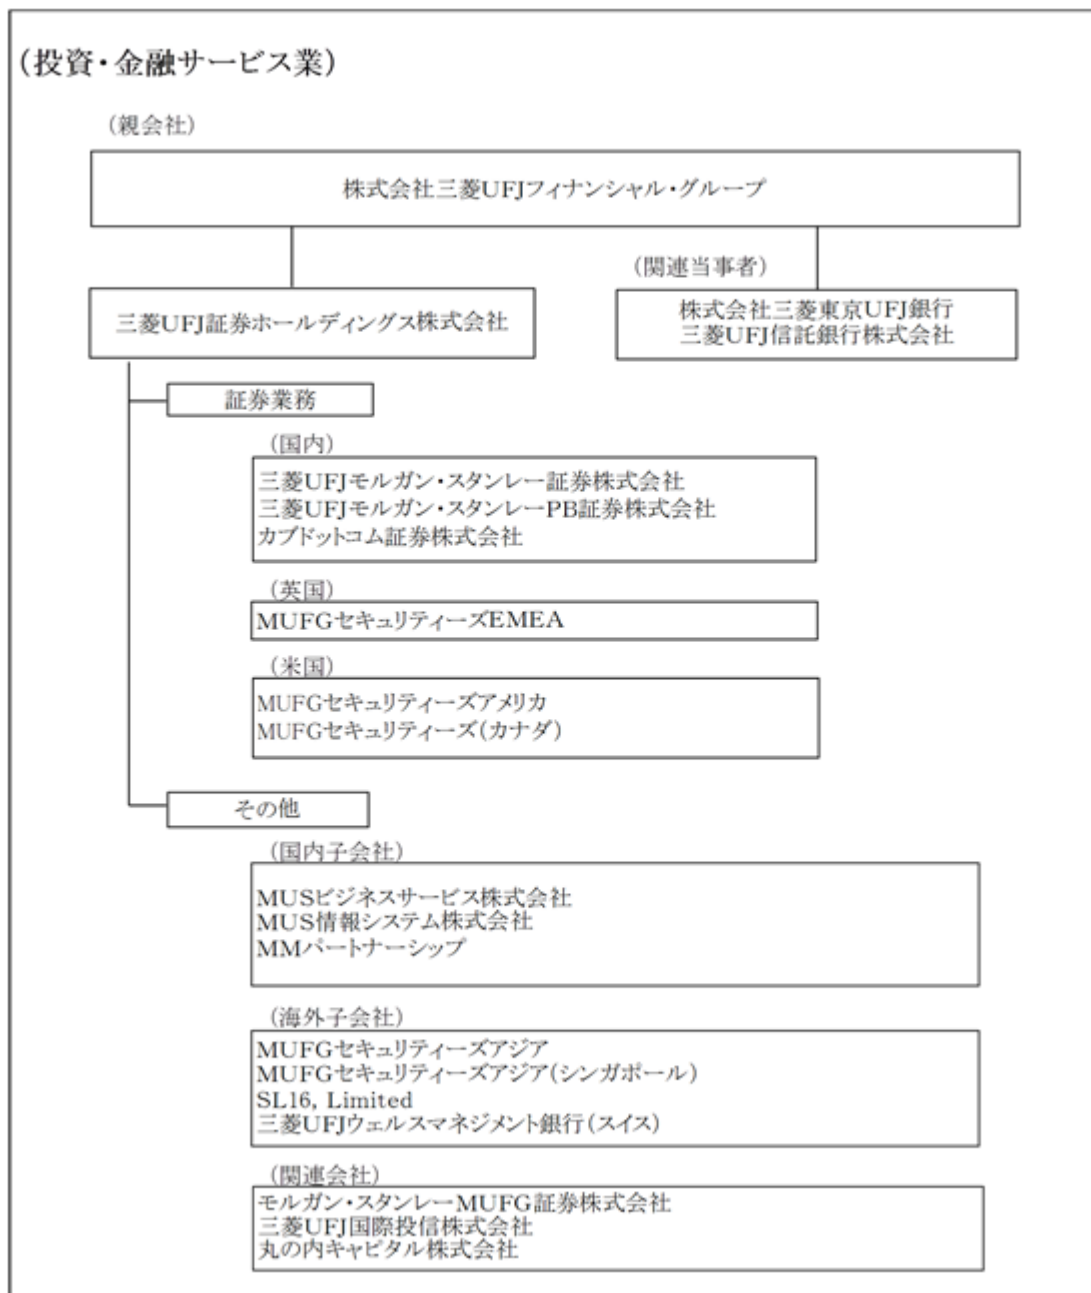 (投資・金融サービス業)
(親会社)
株式会社三菱UFJフィナンシャル・グループ
(関連当事者)
三菱UFJ証券ホールディングス株式会社
株式会社三菱東京UFJ銀行
三菱UFJ信託銀行株式会社
証券業務
(国内)
三菱UFJモルガン・スタンレー証券株式会社
三菱UFJモルガン・スタンレーPB証券株式会社
カブドットコム証券株式会社
(英国)
MUFGセキュリティーズEMEA
(米国)
MUFGセキュリティーズアメリカ
MUFGセキュリティーズ(カナダ)
その他
(国内子会社)
MUSビジネスサービス株式会社
MUS情報システム株式会社
MMパートナーシップ
(海外子会社)
MUFGセキュリティーズアジア
MUFGセキュリティーズアジア(シンガポール)
SL16, Limited
三菱UFJウェルスマネジメント銀行(スイス)
(関連会社)
モルガン・スタンレーMUFG証券株式会社
三菱UFJ国際投信株式会社
丸の内キャピタル株式会社